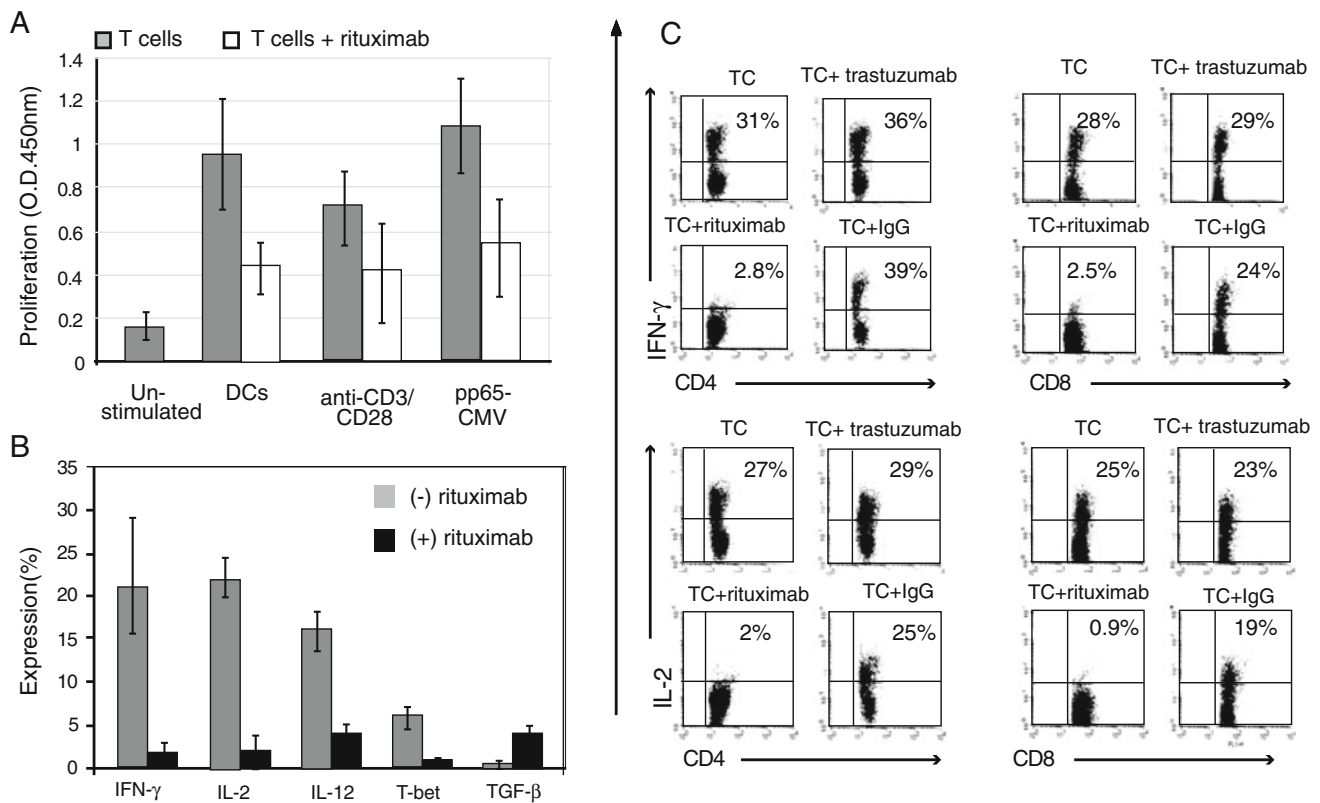 A
T cells
T cells + rituximab
1.4
1.2
1
0.8
0.6
0.4
0.2
0
Proliferation (O.D.450nm)
Un-
stimulated
DCs
anti-CD3/
CD28
pp65-
CMV
B
35
30
25
20
15
10
5
0
Expression(%)
(-) rituximab
(+) rituximab
IFN-γ
IL-2
IL-12
T-bet
TGF-β
C
TC
TC+ trastuzumab
TC
TC+ trastuzumab
31%
36%
28%
29%
TC+rituximab
TC+IgG
TC+rituximab
TC+IgG
2.8%
39%
2.5%
24%
IFN-γ
CD4
CD8
TC
TC+ trastuzumab
TC
TC+ trastuzumab
27%
29%
25%
23%
TC+rituximab
TC+IgG
TC+rituximab
TC+IgG
2%
25%
0.9%
19%
IL-2
CD4
CD8